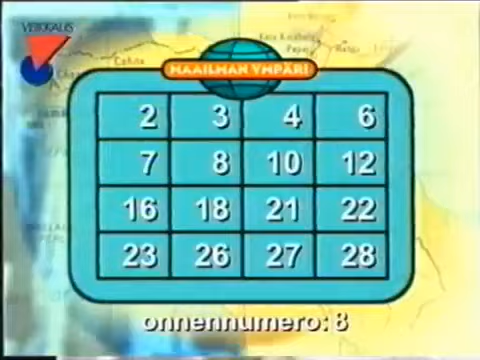 VEIKKAUS
MAAILMAN YMPÄRI
2 3 4 6
7 8 10 12
16 18 21 22
23 26 27 28
onnennumero: 8